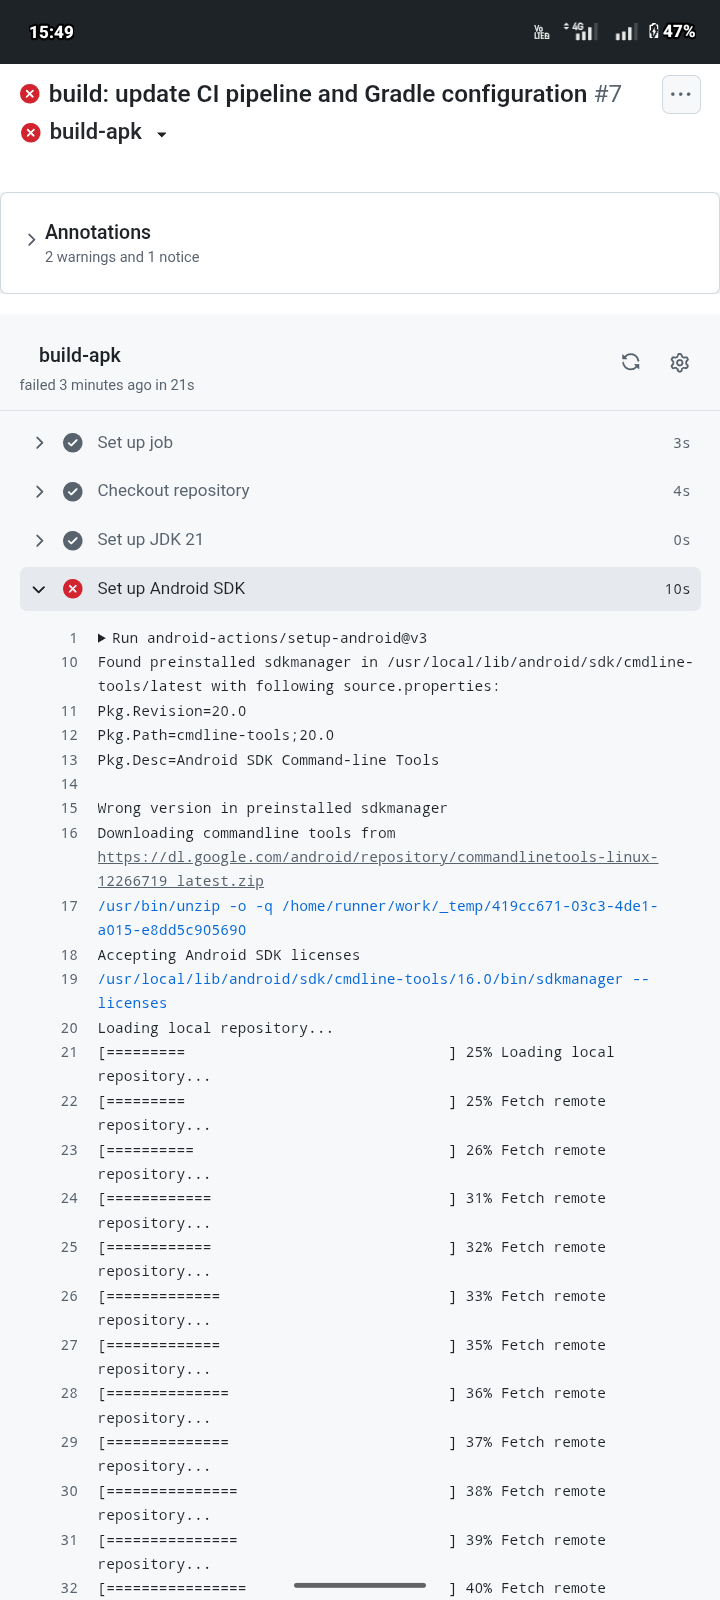 15:49
Vo
LTE
4G
47%
build: update CI pipeline and Gradle configuration #7
build-apk
Annotations
2 warnings and 1 notice
build-apk
failed 3 minutes ago in 21s
Set up job 3s
Checkout repository 4s
Set up JDK 21 0s
Set up Android SDK 10s
1 Run android-actions/setup-android@v3
10 Found preinstalled sdkmanager in /usr/local/lib/android/sdk/cmdline-
tools/latest with following source.properties:
11 Pkg.Revision=20.0
12 Pkg.Path=cmdline-tools;20.0
13 Pkg.Desc=Android SDK Command-line Tools
14
15 Wrong version in preinstalled sdkmanager
16 Downloading commandline tools from
https://dl.google.com/android/repository/commandlinetools-linux-
12266719_latest.zip
17 /usr/bin/unzip -o -q /home/runner/work/_temp/419cc671-03c3-4de1-
a015-e8dd5c905690
18 Accepting Android SDK licenses
19 /usr/local/lib/android/sdk/cmdline-tools/16.0/bin/sdkmanager --
licenses
20 Loading local repository...
21 [========= ] 25% Loading local
repository...
22 [========= ] 25% Fetch remote
repository...
23 [========== ] 26% Fetch remote
repository...
24 [============ ] 31% Fetch remote
repository...
25 [============ ] 32% Fetch remote
repository...
26 [============= ] 33% Fetch remote
repository...
27 [============= ] 35% Fetch remote
repository...
28 [============== ] 36% Fetch remote
repository...
29 [============== ] 37% Fetch remote
repository...
30 [=============== ] 38% Fetch remote
repository...
31 [=============== ] 39% Fetch remote
repository...
32 [================ ] 40% Fetch remote